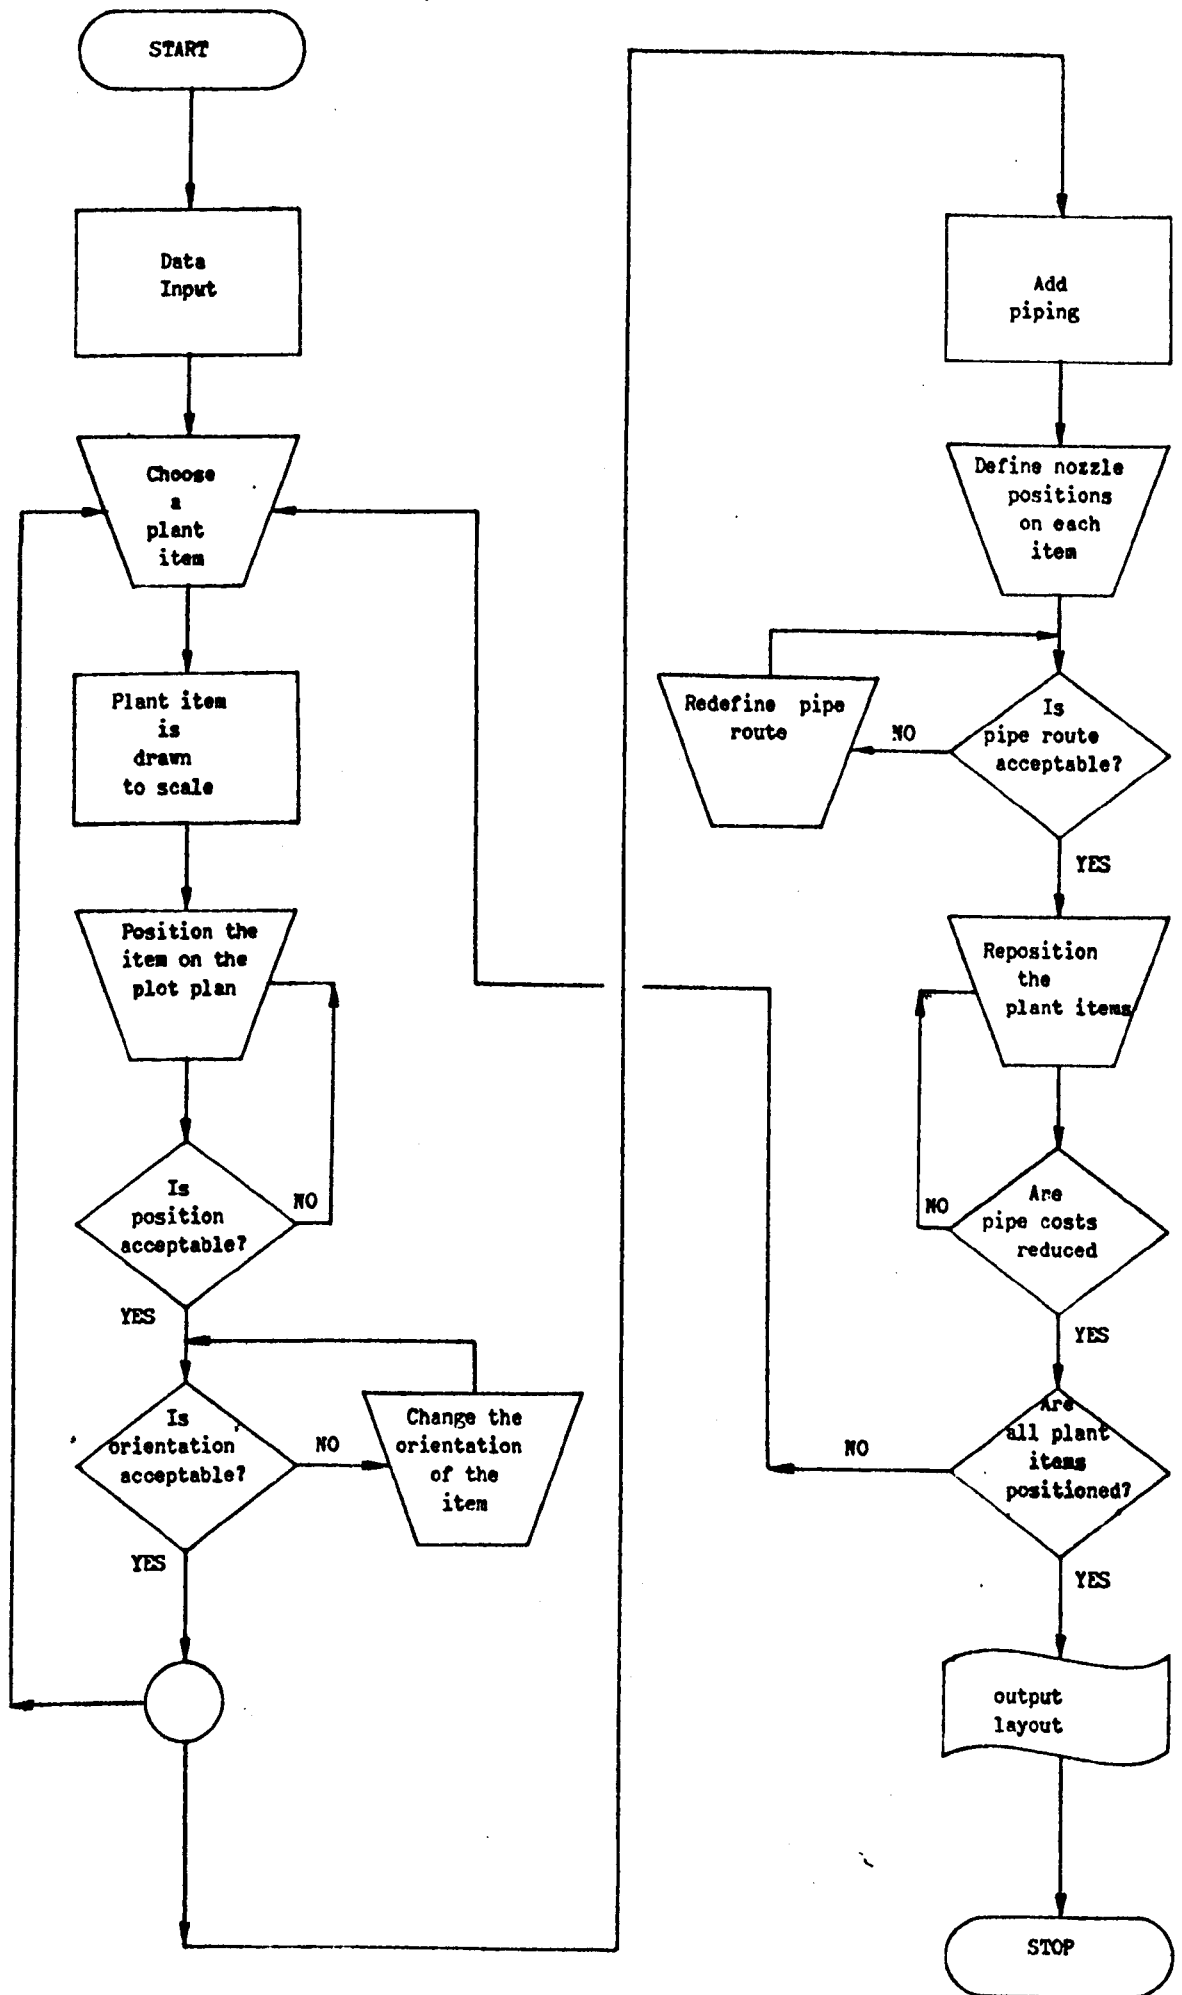 START
Data
Input
Choose
a
plant
item
Plant item
is
drawn
to scale
Position the
item on the
plot plan
Is
position
acceptable?
NO
YES
Is
orientation
acceptable?
NO
Change the
orientation
of the
item
YES
Add
piping
Define nozzle
positions
on each
item
Redefine pipe
route
NO
Is
pipe route
acceptable?
YES
Reposition
the
plant items
NO
Are
pipe costs
reduced
YES
Are
all plant
items
positioned?
NO
YES
output
layout
STOP